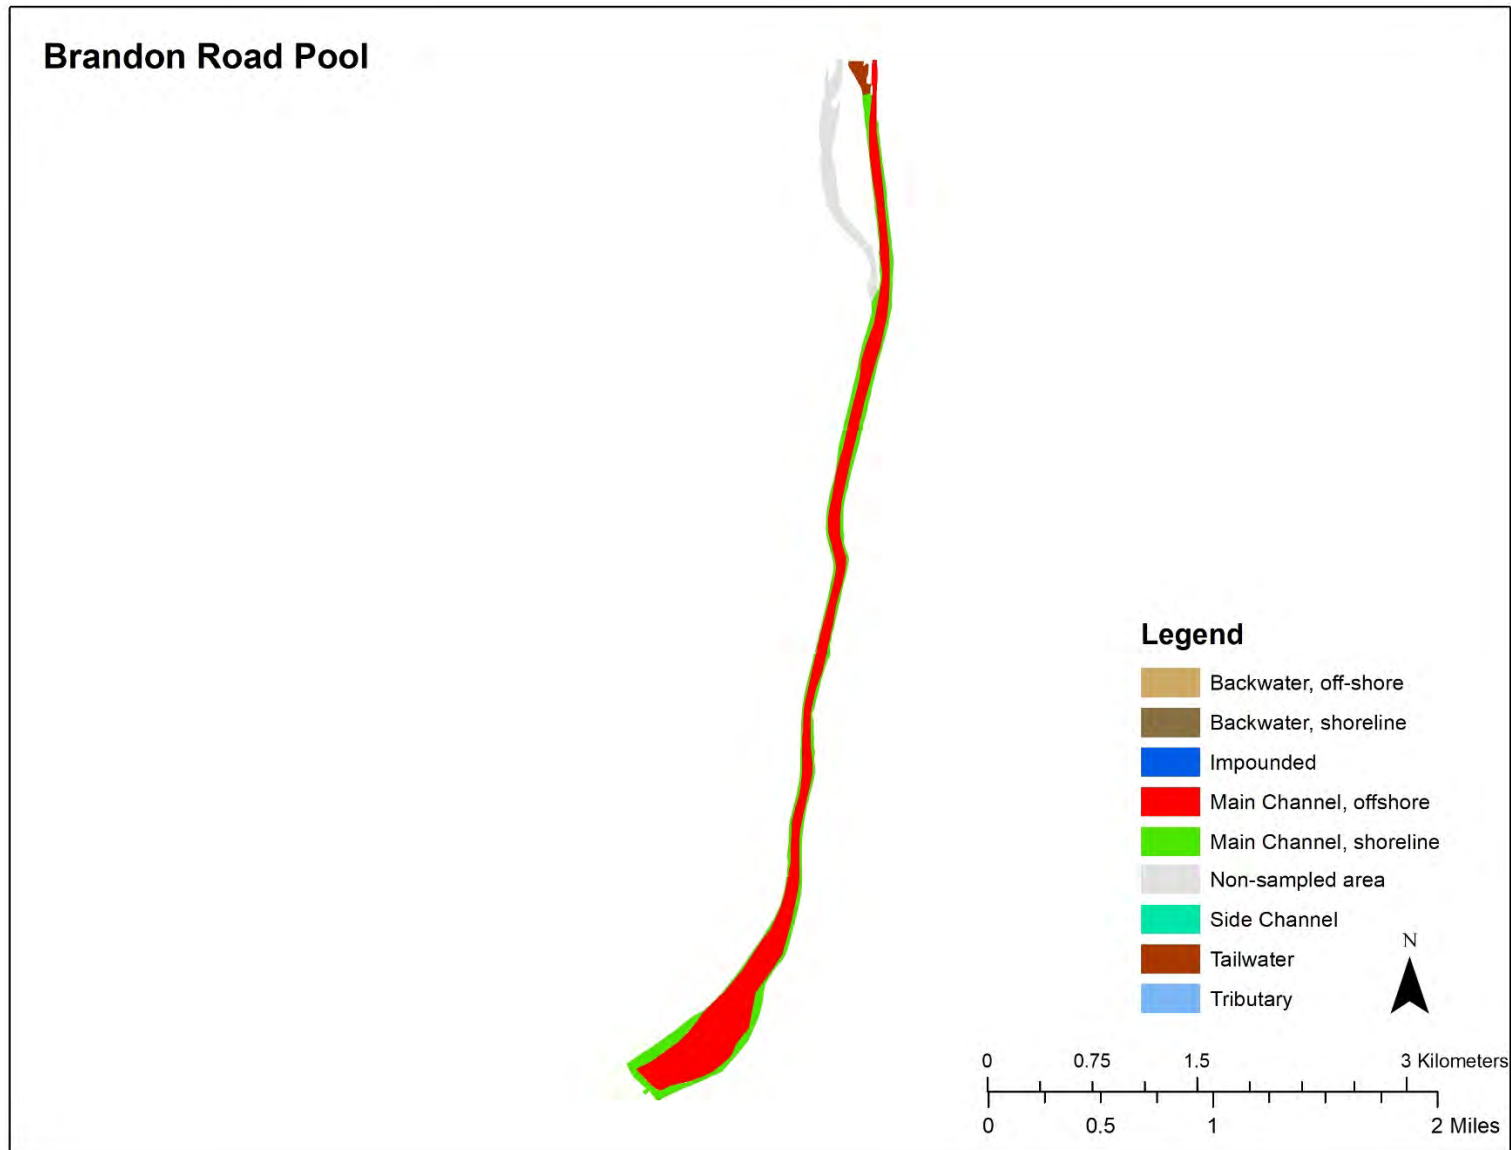 Brandon Road Pool
Legend
Backwater, off-shore
Backwater, shoreline
Impounded
Main Channel, offshore
Main Channel, shoreline
Non-sampled area
Side Channel
Tailwater
Tributary
N
0 0.75 1.5 3 Kilometers
0 0.5 1 2 Miles